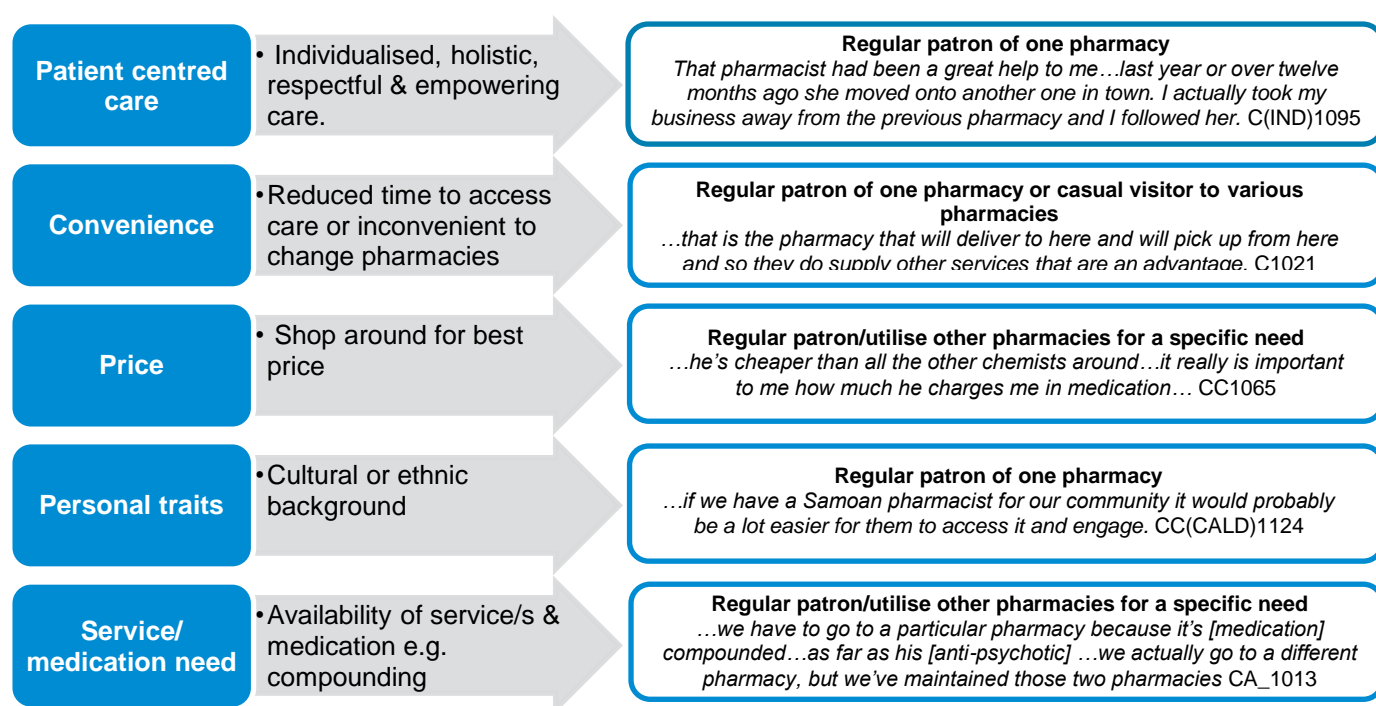 Patient centred
care
• Individualised, holistic,
respectful & empowering
care.
Regular patron of one pharmacy
That pharmacist had been a great help to me…last year or over twelve
months ago she moved onto another one in town. I actually took my
business away from the previous pharmacy and I followed her. C(IND)1095
Convenience
•Reduced time to access
care or inconvenient to
change pharmacies
Regular patron of one pharmacy or casual visitor to various
pharmacies
…that is the pharmacy that will deliver to here and will pick up from here
and so they do supply other services that are an advantage. C1021
Price
• Shop around for best
price
Regular patron/utilise other pharmacies for a specific need
…he's cheaper than all the other chemists around…it really is important
to me how much he charges me in medication… CC1065
Personal traits
•Cultural or ethnic
background
Regular patron of one pharmacy
…if we have a Samoan pharmacist for our community it would probably
be a lot easier for them to access it and engage. CC(CALD)1124
Service/
medication need
•Availability of service/s &
medication e.g.
compounding
Regular patron/utilise other pharmacies for a specific need
…we have to go to a particular pharmacy because it's [medication]
compounded…as far as his [anti-psychotic] …we actually go to a different
pharmacy, but we've maintained those two pharmacies CA_1013